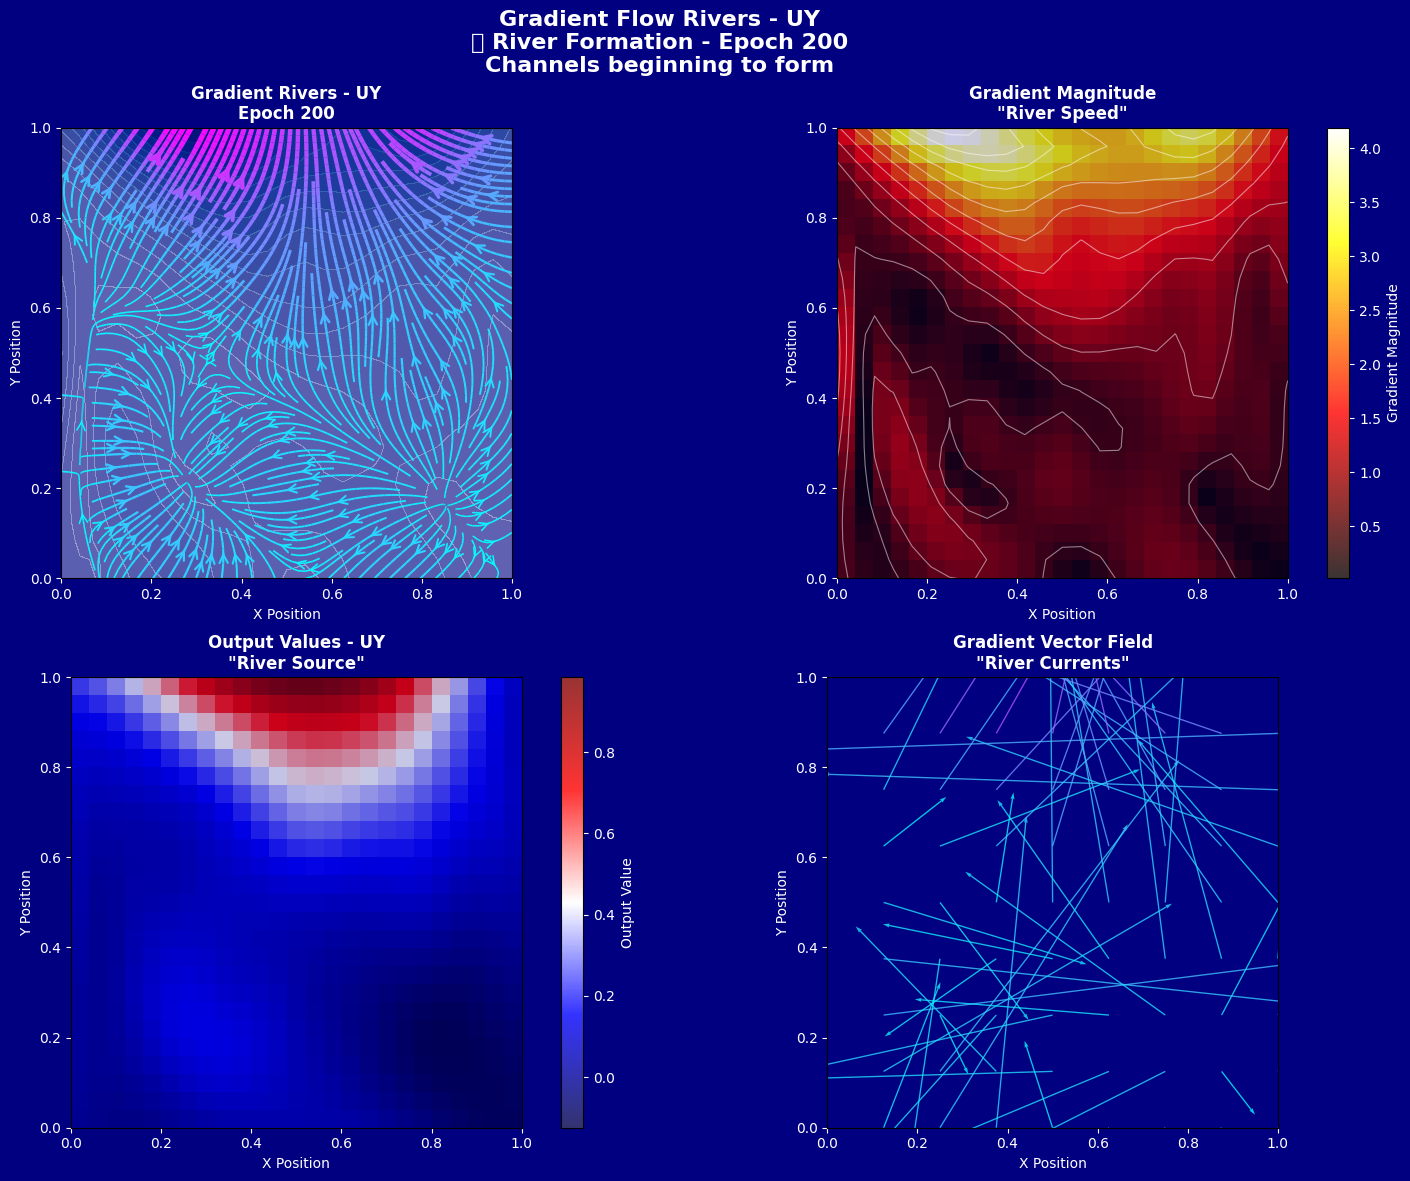 Gradient Flow Rivers - UY
▯ River Formation - Epoch 200
Channels beginning to form
Gradient Rivers - UY
Epoch 200
1.0
0.8
0.6
0.4
0.2
0.0
Y Position
0.0 0.2 0.4 0.6 0.8 1.0
X Position
Gradient Magnitude
"River Speed"
1.0
0.8
0.6
0.4
0.2
0.0
Y Position
0.0 0.2 0.4 0.6 0.8 1.0
X Position
4.0
3.5
3.0
2.5
2.0
1.5
1.0
0.5
Gradient Magnitude
Output Values - UY
"River Source"
1.0
0.8
0.6
0.4
0.2
0.0
Y Position
0.0 0.2 0.4 0.6 0.8 1.0
X Position
0.8
0.6
0.4
0.2
0.0
Output Value
Gradient Vector Field
"River Currents"
1.0
0.8
0.6
0.4
0.2
0.0
Y Position
0.0 0.2 0.4 0.6 0.8 1.0
X Position